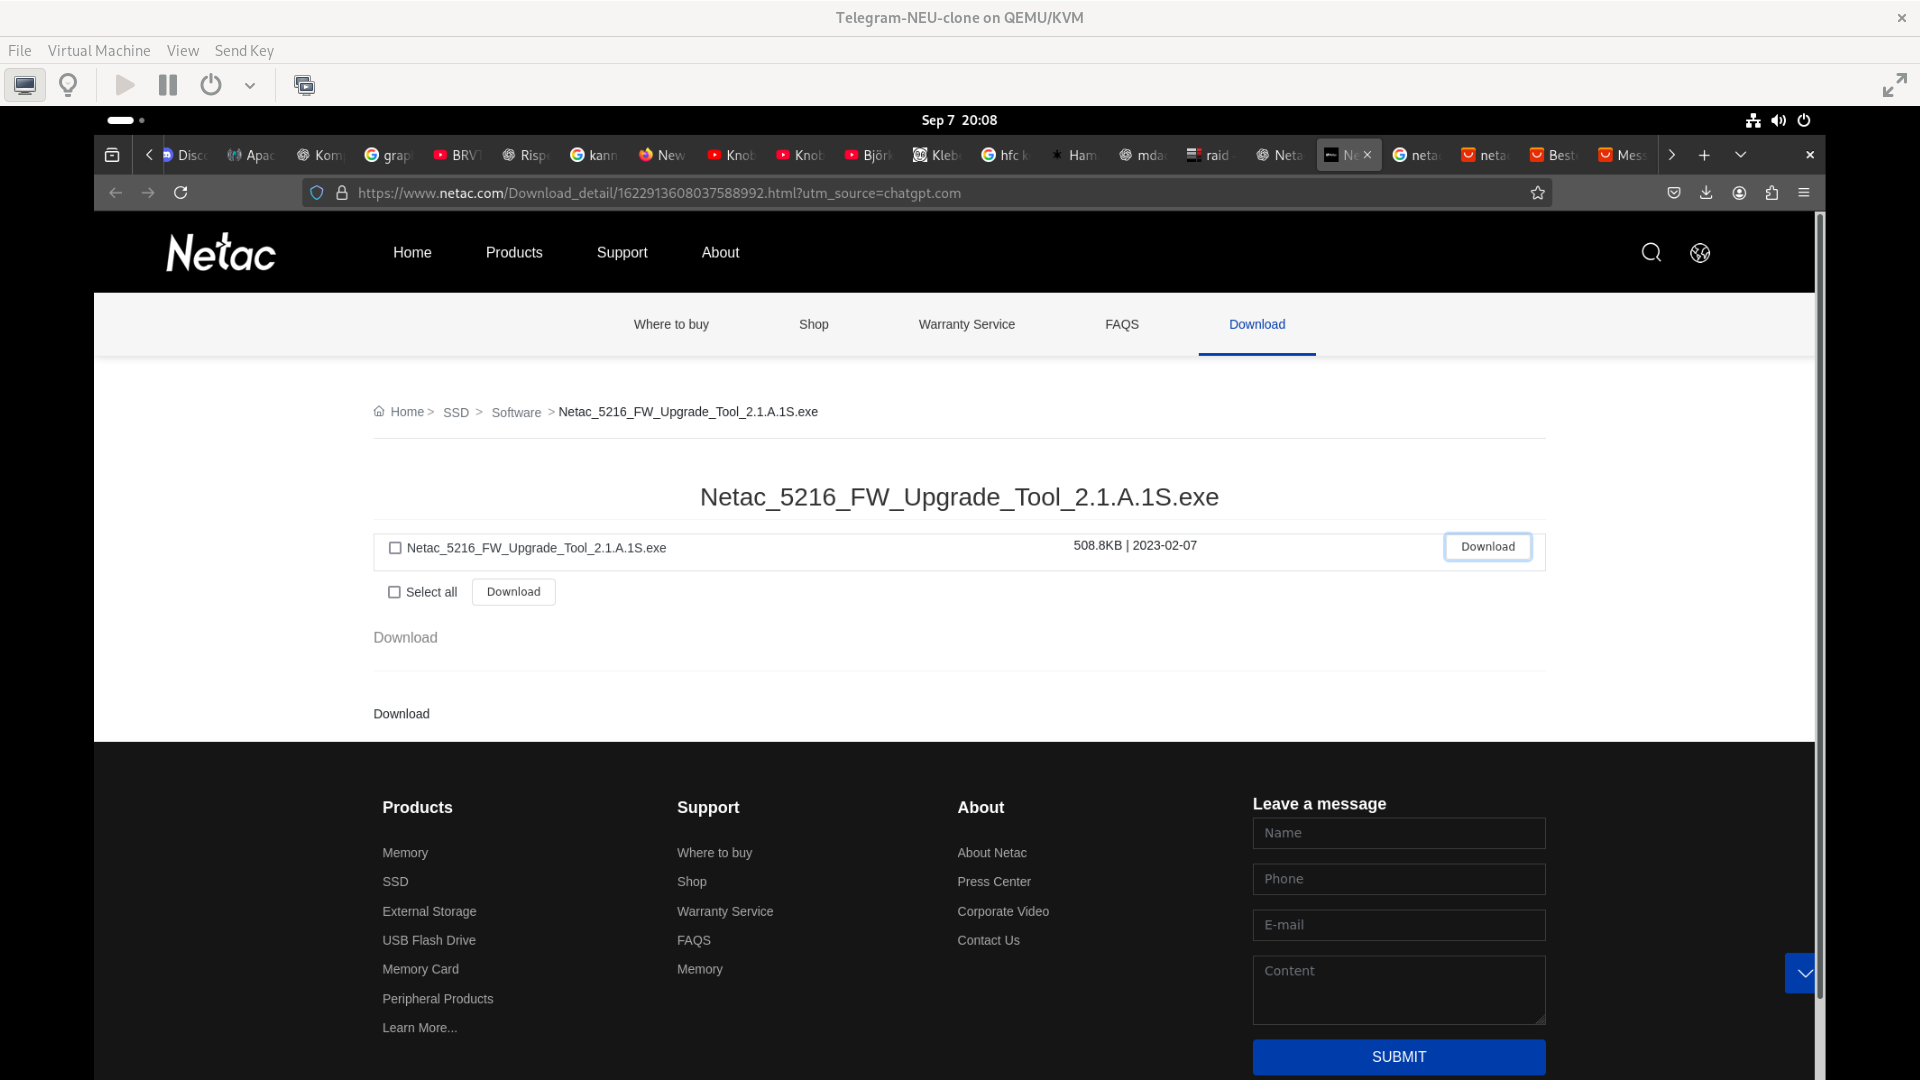 Telegram-NEU-clone on QEMU/KVM
File Virtual Machine View Send Key
Sep 7 20:08
Disc Apac Kom grap BRVT Risp kann New Knob Knob Björ Kleb hfc k Ham mda raid Neta Ne neta neta Best Mess
https://www.netac.com/Download_detail/1622913608037588992.html?utm_source=chatgpt.com
Netac Home Products Support About
Where to buy Shop Warranty Service FAQS Download
Home > SSD > Software > Netac_5216_FW_Upgrade_Tool_2.1.A.1S.exe
Netac_5216_FW_Upgrade_Tool_2.1.A.1S.exe
Netac_5216_FW_Upgrade_Tool_2.1.A.1S.exe 508.8KB | 2023-02-07 Download
Select all Download
Download
Download
Products Support About Leave a message
Name
Memory Where to buy About Netac
SSD Shop Press Center Phone
External Storage Warranty Service Corporate Video E-mail
USB Flash Drive FAQS Contact Us
Memory Card Memory Content
Peripheral Products
Learn More...
SUBMIT